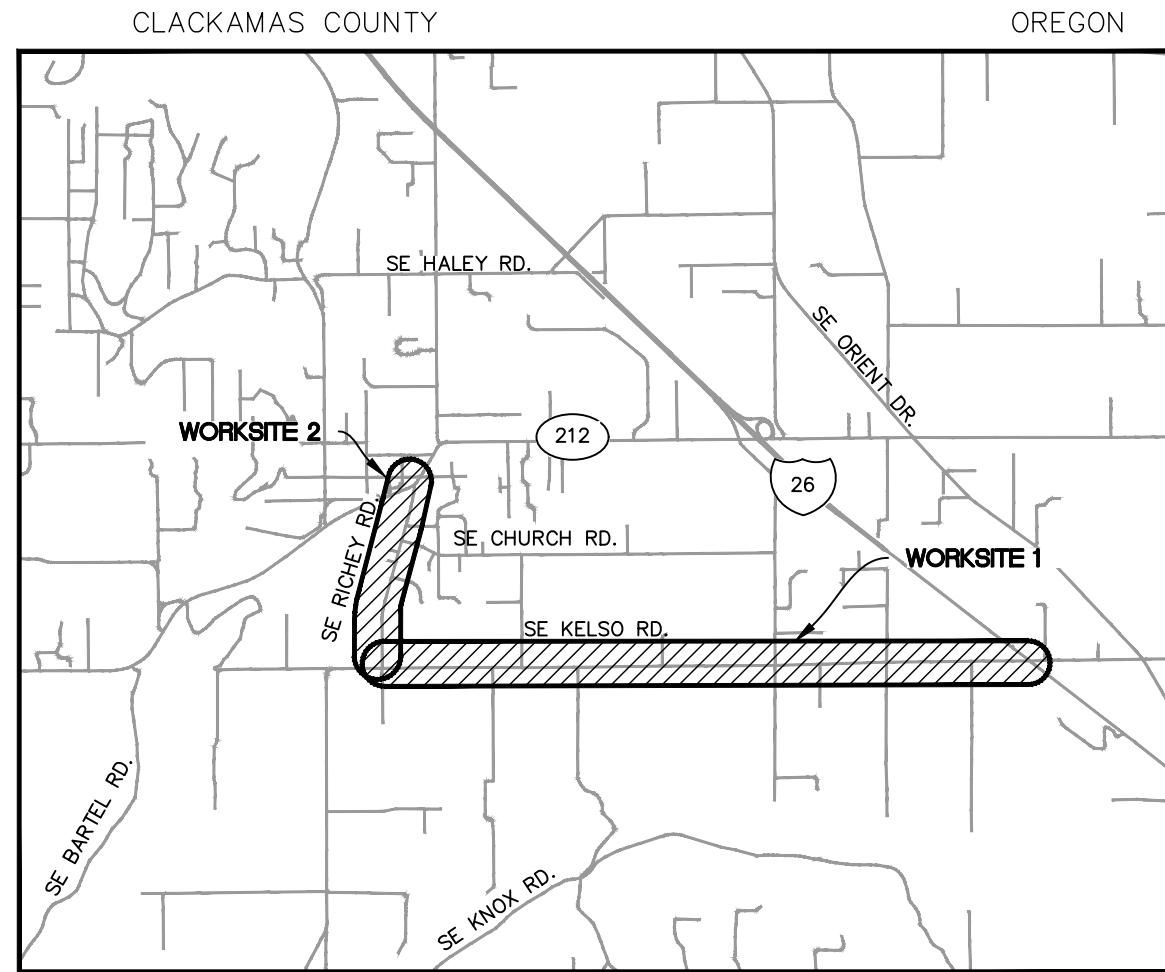 CLACKAMAS COUNTY
OREGON
SE HALEY RD.
SE ORIENT DR.
WORKSITE 2
212
26
SE RICHEY RD.
SE CHURCH RD.
WORKSITE 1
SE KELSO RD.
SE BARTEL RD.
SE KNOX RD.